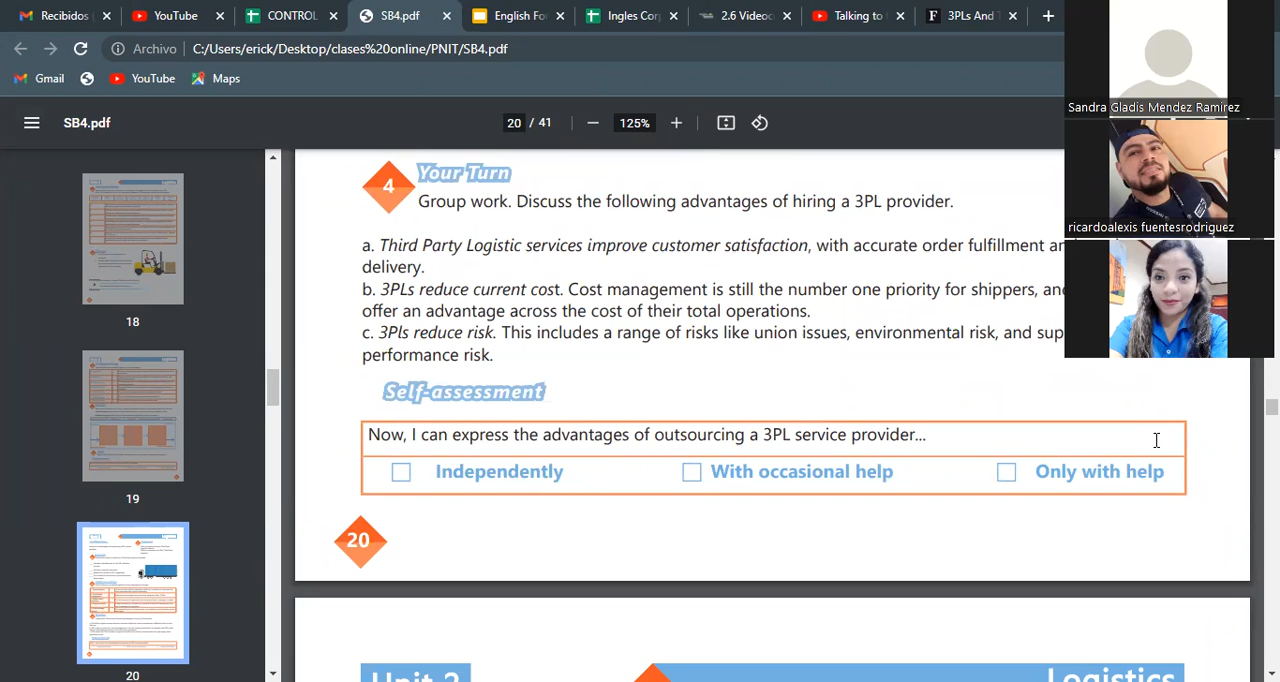 Recibidos (
YouTube
CONTROL
SB4.pdf
English Fo
Ingles Cor
2.6 Videoc
Talking to
3PLs And T
Archivo
C:/Users/erick/Desktop/clases%20online/PNIT/SB4.pdf
Gmail
YouTube
Maps
SB4.pdf
20 / 41
125%
Sandra Gladis Mendez Ramirez
ricardoalexis fuentesrodriguez
18
19
20
4
Your Turn
Group work. Discuss the following advantages of hiring a 3PL provider.
a. Third Party Logistic services improve customer satisfaction, with accurate order fulfillment an
delivery.
b. 3PLs reduce current cost. Cost management is still the number one priority for shippers, and
offer an advantage across the cost of their total operations.
c. 3Pls reduce risk. This includes a range of risks like union issues, environmental risk, and sup
performance risk.
Self-assessment
Now, I can express the advantages of outsourcing a 3PL service provider...
Independently
With occasional help
Only with help
20
Unit 2
Logistics